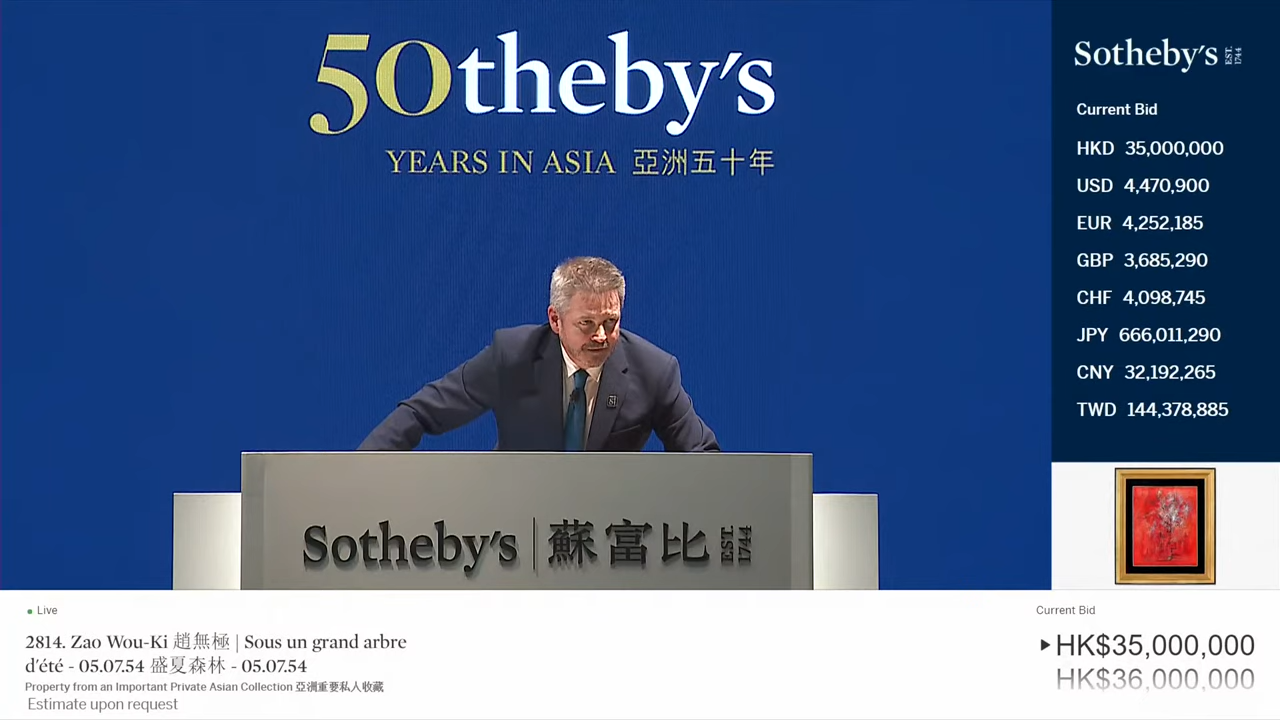 50theby's
YEARS IN ASIA 亞洲五十年
Sotheby's | 蘇富比 EST. 1744
Sotheby's EST. 1744
Current Bid
HKD 35,000,000
USD 4,470,900
EUR 4,252,185
GBP 3,685,290
CHF 4,098,745
JPY 666,011,290
CNY 32,192,265
TWD 144,378,885
Live
2814. Zao Wou-Ki 趙無極 | Sous un grand arbre
d'été - 05.07.54 盛夏森林 - 05.07.54
Property from an Important Private Asian Collection 亞洲重要私人收藏
Estimate upon request
Current Bid
HK$35,000,000
HK$36,000,000